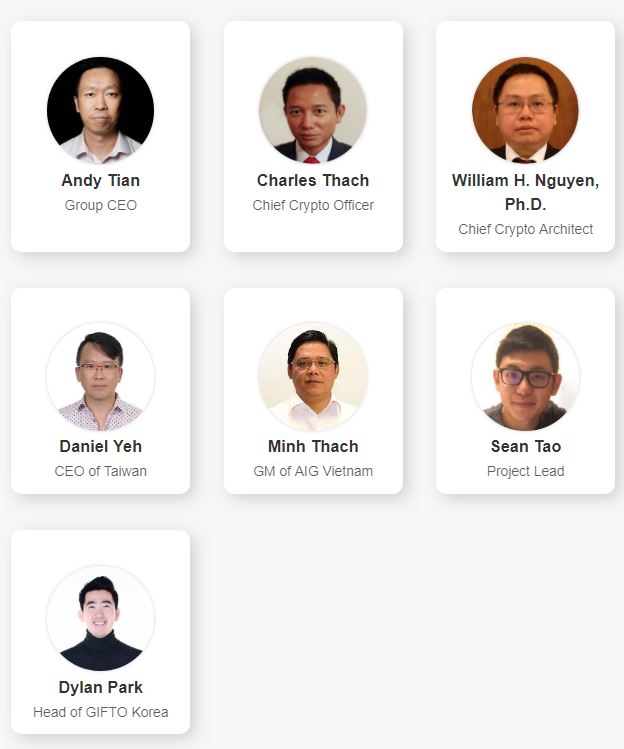 Andy Tian
Group CEO
Charles Thach
Chief Crypto Officer
William H. Nguyen,
Ph.D.
Chief Crypto Architect
Daniel Yeh
CEO of Taiwan
Minh Thach
GM of AIG Vietnam
Sean Tao
Project Lead
Dylan Park
Head of GIFTO Korea